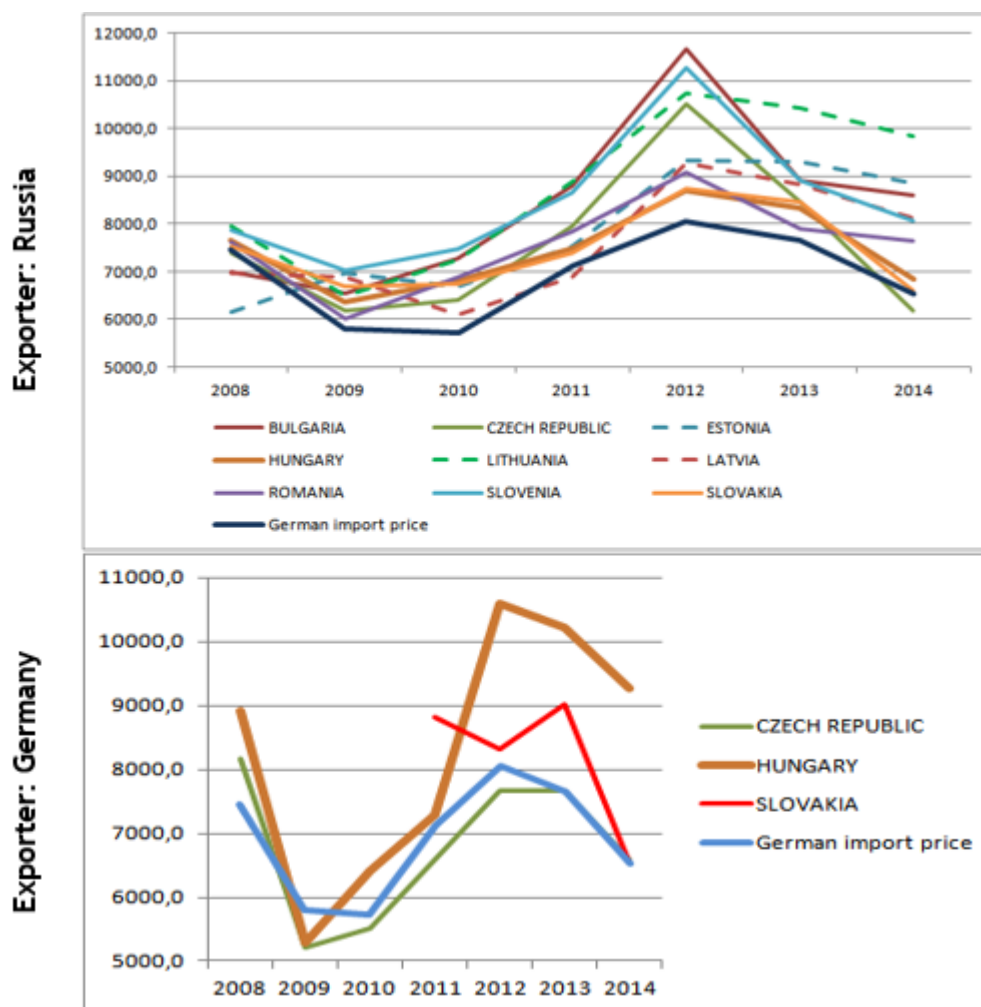 Exporter: Russia
12000,0
11000,0
10000,0
9000,0
8000,0
7000,0
6000,0
5000,0
2008 2009 2010 2011 2012 2013 2014
BULGARIA CZECH REPUBLIC ESTONIA
HUNGARY LITHUANIA LATVIA
ROMANIA SLOVENIA SLOVAKIA
German import price
Exporter: Germany
11000,0
10000,0
9000,0
8000,0
7000,0
6000,0
5000,0
2008 2009 2010 2011 2012 2013 2014
CZECH REPUBLIC
HUNGARY
SLOVAKIA
German import price